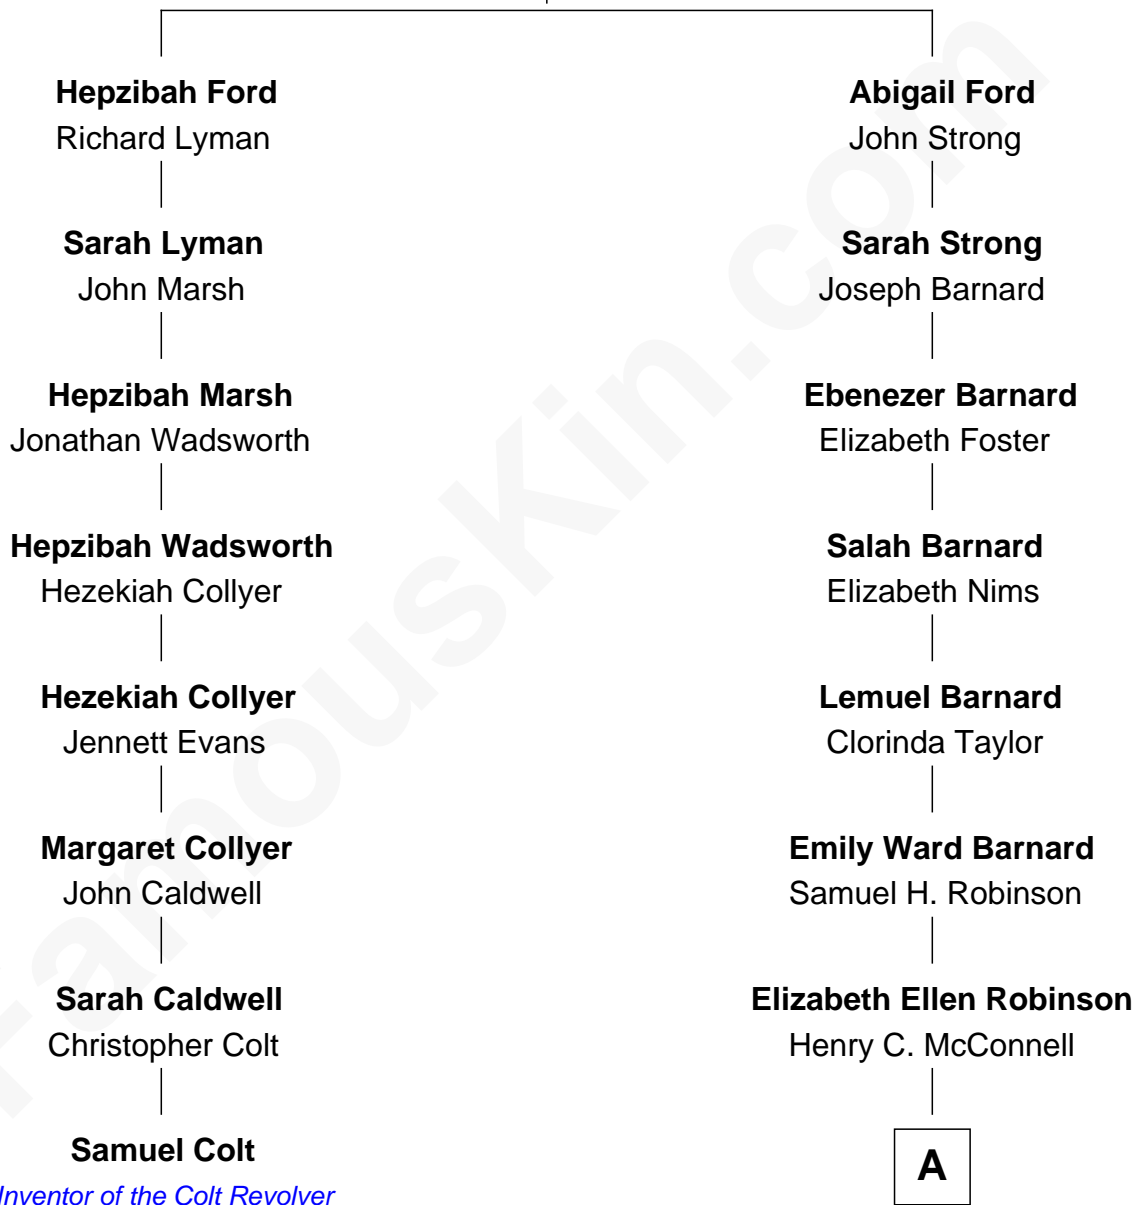 Hepzibah Ford
Richard Lyman
Sarah Lyman
John Marsh
Hepzibah Marsh
Jonathan Wadsworth
Hepzibah Wadsworth
Hezekiah Collyer
Hezekiah Collyer
Jennett Evans
Margaret Collyer
John Caldwell
Sarah Caldwell
Christopher Colt
Samuel Colt
Inventor of the Colt Revolver
Abigail Ford
John Strong
Sarah Strong
Joseph Barnard
Ebenezer Barnard
Elizabeth Foster
Salah Barnard
Elizabeth Nims
Lemuel Barnard
Clorinda Taylor
Emily Ward Barnard
Samuel H. Robinson
Elizabeth Ellen Robinson
Henry C. McConnell
A
FamousKin.com